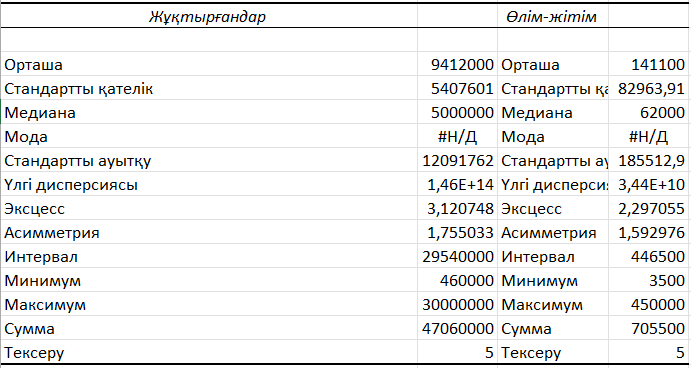 Жұқтырғандар Өлім-жітім
Орташа 9412000 Орташа 141100
Стандартты қателік 5407601 Стандартты қа 82963,91
Медиана 5000000 Медиана 62000
Мода #Н/Д Мода #Н/Д
Стандартты ауытқу 12091762 Стандартты ау 185512,9
Үлгі дисперсиясы 1,46E+14 Үлгі дисперсия 3,44E+10
Эксцесс 3,120748 Эксцесс 2,297055
Асимметрия 1,755033 Асимметрия 1,592976
Интервал 29540000 Интервал 446500
Минимум 460000 Минимум 3500
Максимум 30000000 Максимум 450000
Сумма 47060000 Сумма 705500
Тексеру 5 Тексеру 5